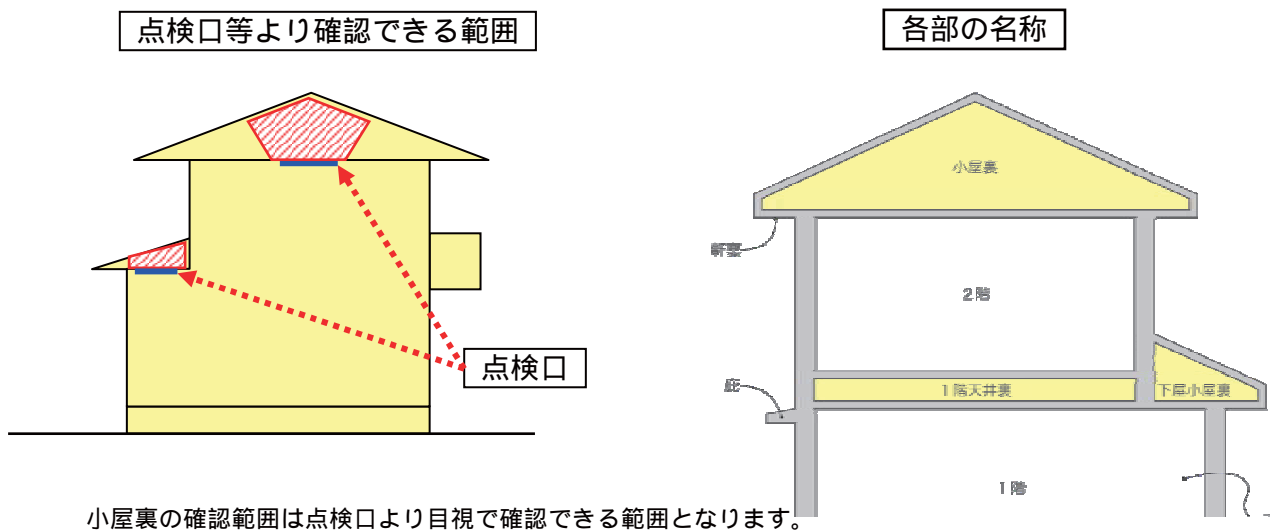 点検口等より確認できる範囲
点検口
小屋裏の確認範囲は点検口より目視で確認できる範囲となります。
各部の名称
小屋裏
軒裏
2階
庇
1階天井裏
下屋小屋裏
1階